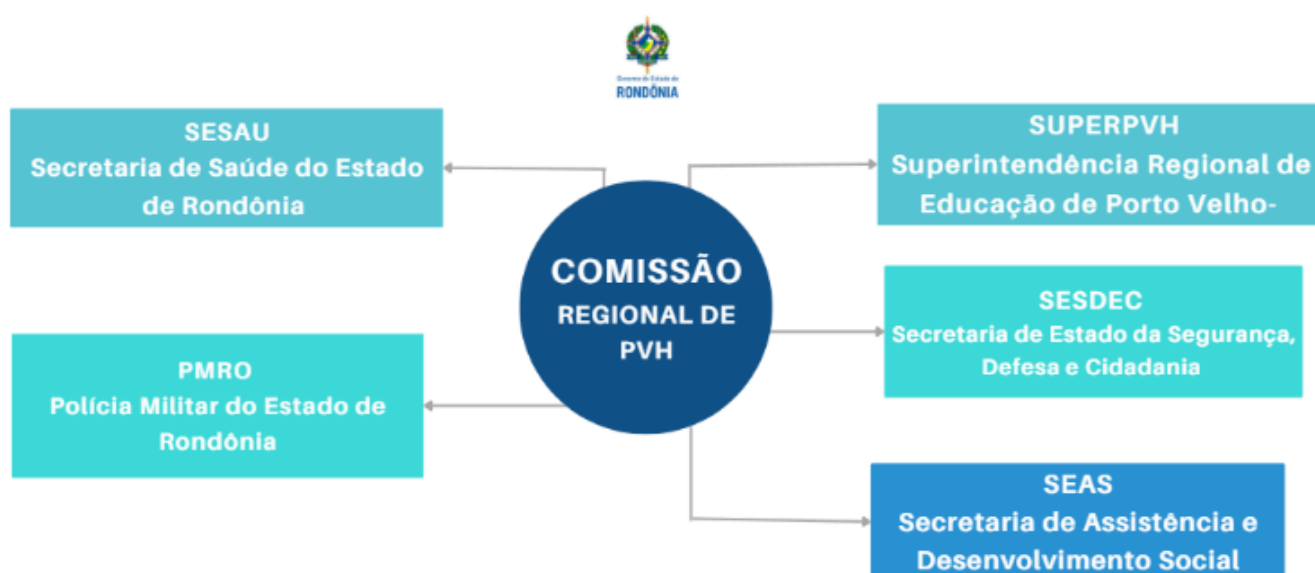 Governo do Estado de
RONDÔNIA
SESAU
Secretaria de Saúde do Estado
de Rondônia
SUPERPVH
Superintendência Regional de
Educação de Porto Velho-
COMISSÃO
REGIONAL DE
PVH
SESDEC
Secretaria de Estado da Segurança,
Defesa e Cidadania
PMRO
Polícia Militar do Estado de
Rondônia
SEAS
Secretaria de Assistência e
Desenvolvimento Social